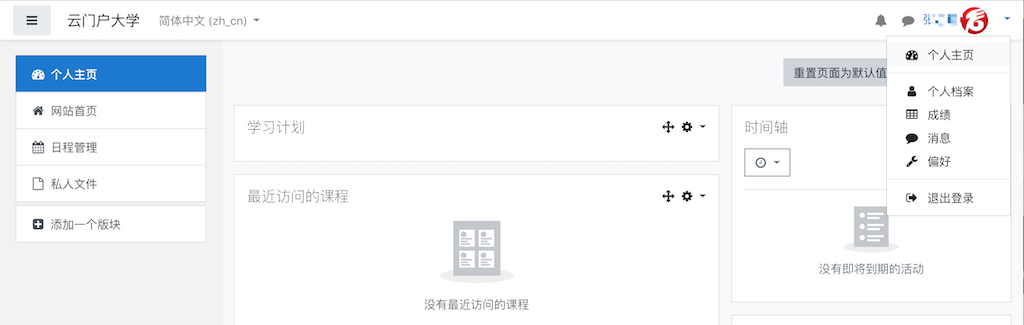 云门户大学
简体中文 (zh_cn)
个人主页
网站首页
日程管理
私人文件
添加一个版块
重置页面为默认值
学习计划
最近访问的课程
没有最近访问的课程
时间轴
没有即将到期的活动
个人主页
个人档案
成绩
消息
偏好
退出登录